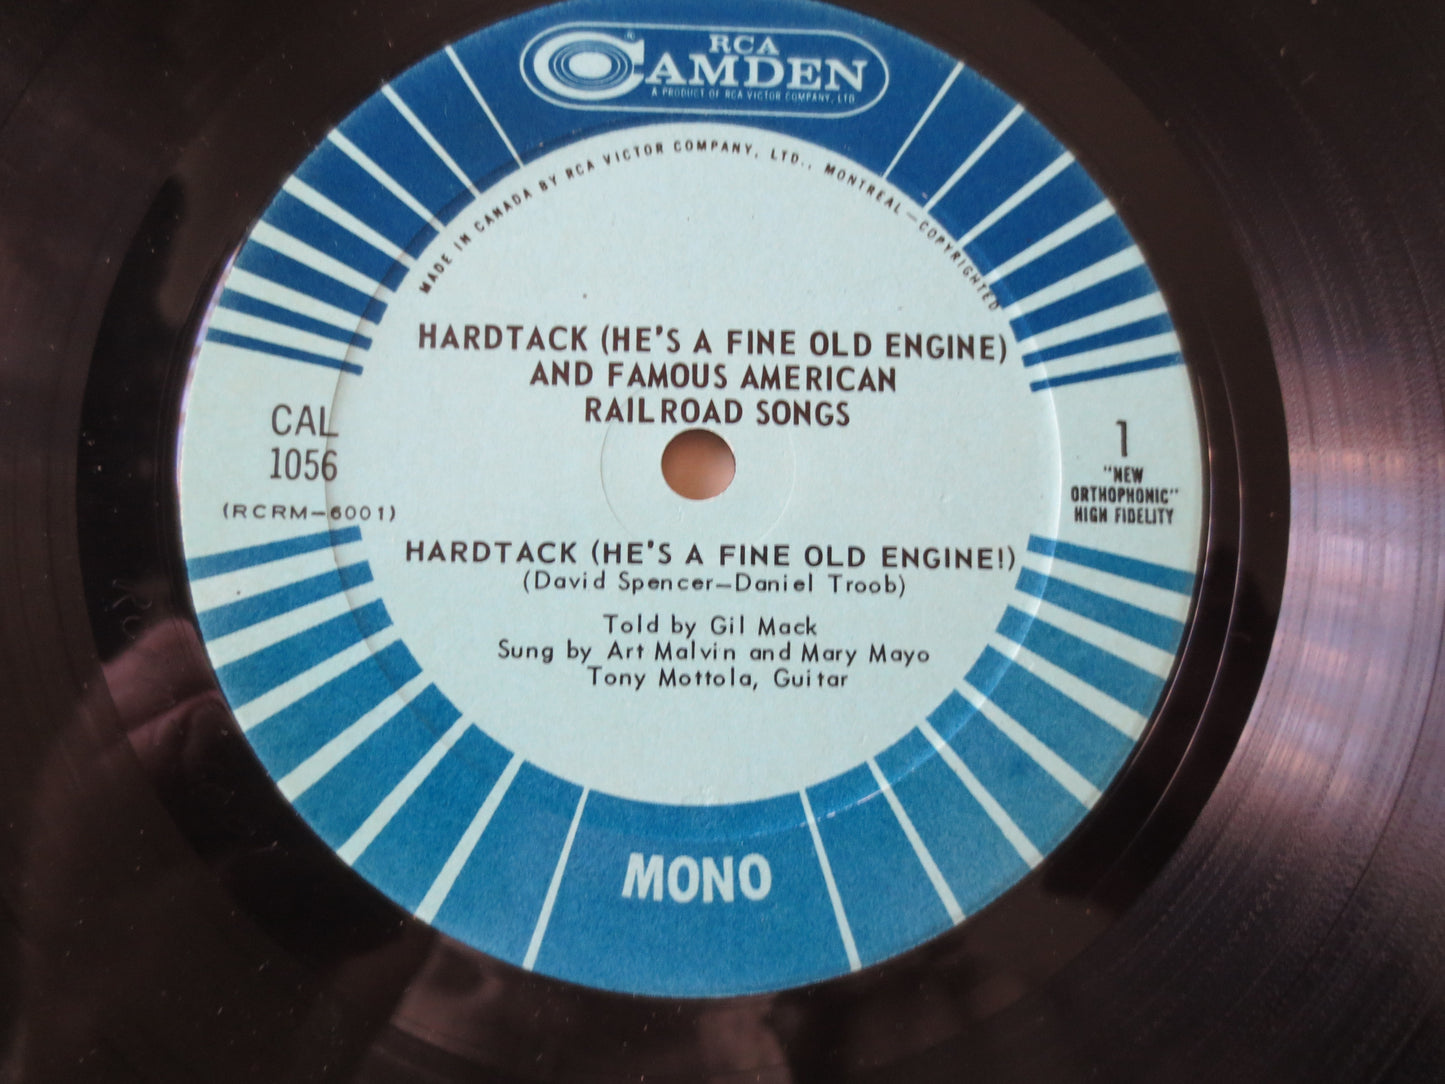 RCA
CAMDEN
®
A PRODUCT OF RCA VICTOR COMPANY, LTD
MADE IN CANADA BY RCA VICTOR COMPANY, LTD., MONTREAL—COPYRIGHTED
HARDTACK (HE'S A FINE OLD ENGINE)
AND FAMOUS AMERICAN
RAILROAD SONGS
CAL
1056
(RCRM-6001)
1
"NEW
ORTHOPHONIC"
HIGH FIDELITY
HARDTACK (HE'S A FINE OLD ENGINE!)
(David Spencer—Daniel Troob)
Told by Gil Mack
Sung by Art Malvin and Mary Mayo
Tony Mottola, Guitar
MONO